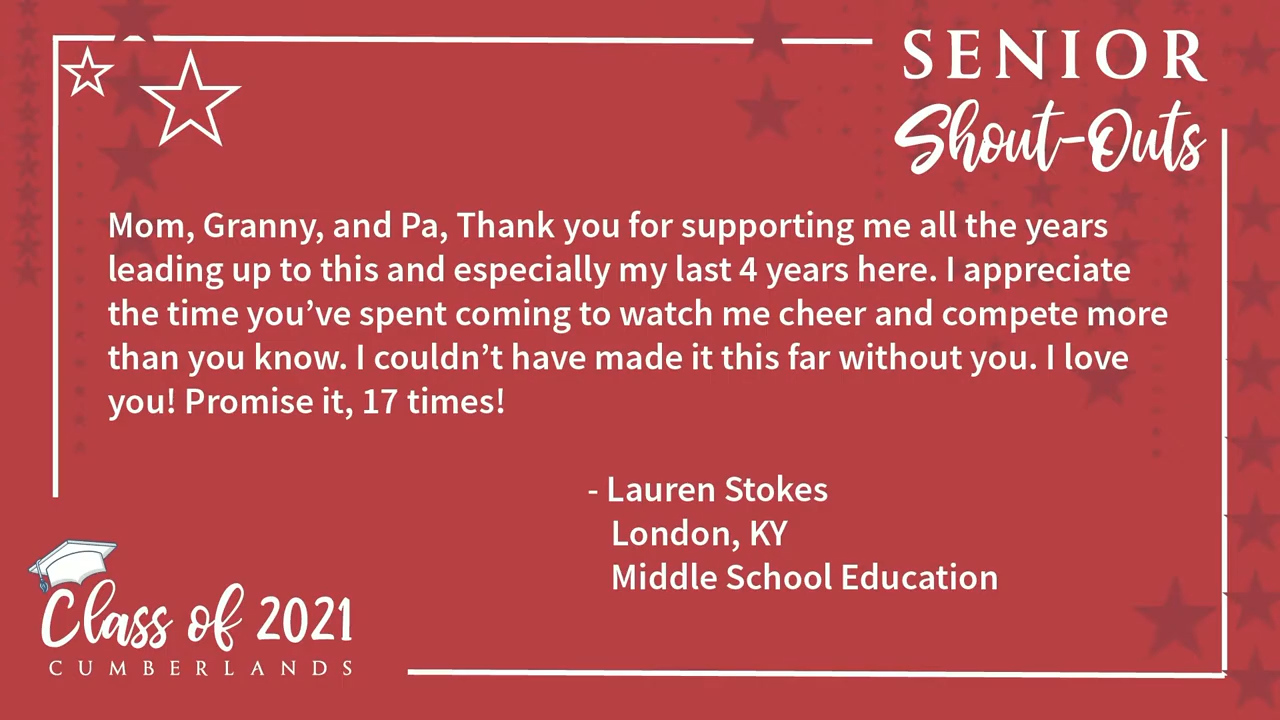 SENIOR
Shout-Outs
Mom, Granny, and Pa, Thank you for supporting me all the years
leading up to this and especially my last 4 years here. I appreciate
the time you’ve spent coming to watch me cheer and compete more
than you know. I couldn’t have made it this far without you. I love
you! Promise it, 17 times!
- Lauren Stokes
London, KY
Middle School Education
Class of 2021
CUMBERLANDS